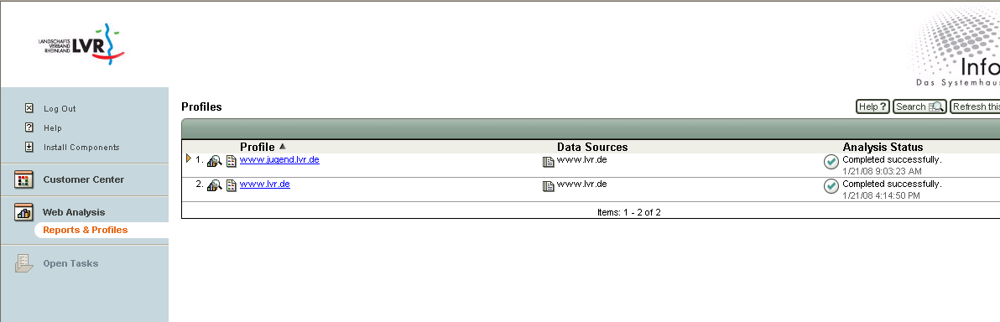 LANDSCHAFTS
VERBAND
RHEINLAND
LVR
Info
Das Systemhaus
Log Out
Help
Install Components
Customer Center
Web Analysis
Reports & Profiles
Open Tasks
Profiles
Help ?
Search
Refresh this
Profile Data Sources Analysis Status
1. www.jugend.lvr.de www.lvr.de Completed successfully.
1/21/08 9:03:23 AM
2. www.lvr.de www.lvr.de Completed successfully.
1/21/08 4:14:50 PM
Items: 1 - 2 of 2